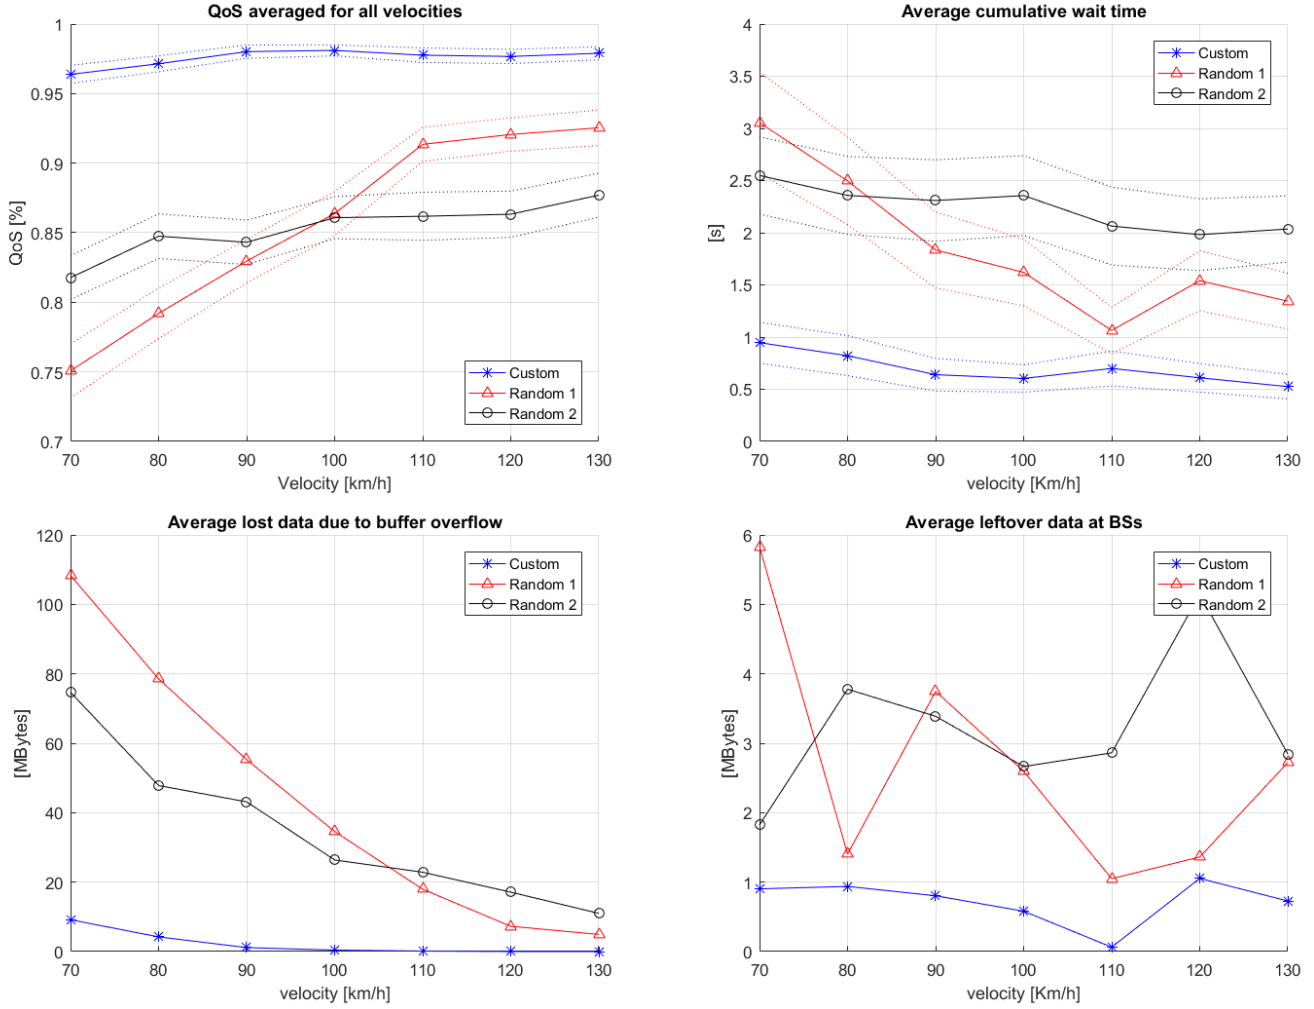 QoS averaged for all velocities
1
0.95
0.9
0.85
0.8
0.75
0.7
QoS [%]
70 80 90 100 110 120 130
Velocity [km/h]
Custom
Random 1
Random 2
Average cumulative wait time
4
3.5
3
2.5
2
1.5
1
0.5
0
[s]
70 80 90 100 110 120 130
velocity [Km/h]
Custom
Random 1
Random 2
Average lost data due to buffer overflow
120
100
80
60
40
20
0
[MBytes]
70 80 90 100 110 120 130
velocity [km/h]
Custom
Random 1
Random 2
Average leftover data at BSs
6
5
4
3
2
1
0
[MBytes]
70 80 90 100 110 120 130
velocity [Km/h]
Custom
Random 1
Random 2